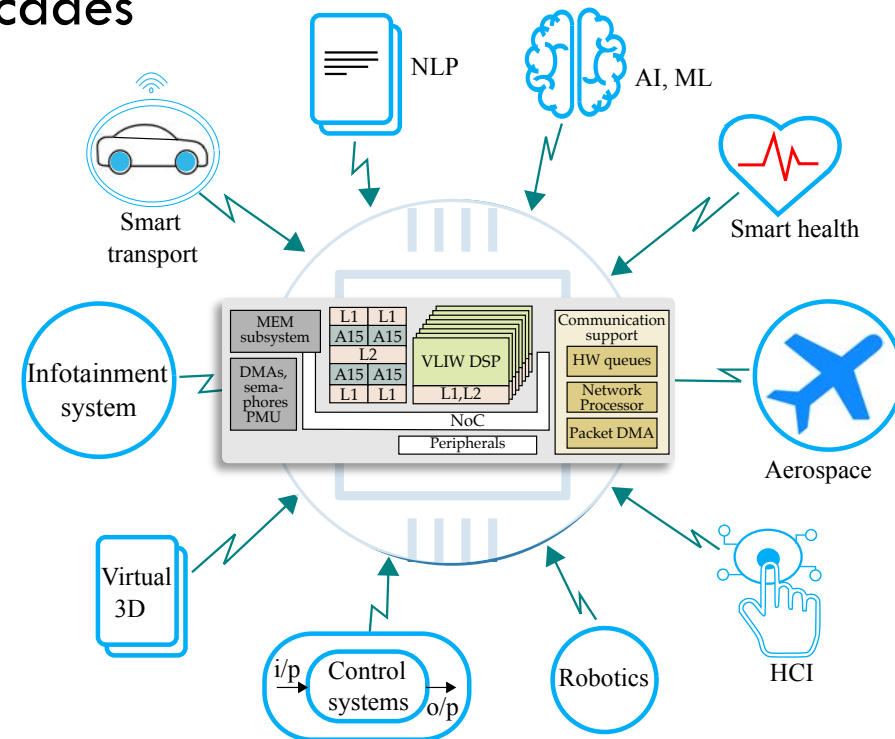 cades
NLP
AI, ML
Smart
transport
Smart health
Infotainment
system
MEM
subsystem
DMAs,
sema-
phores
PMU
L1 L1
A15 A15
L2
A15 A15
L1 L1
VLIW DSP
L1,L2
NoC
Peripherals
Communication
support
HW queues
Network
Processor
Packet DMA
Aerospace
Virtual
3D
i/p
Control
systems
o/p
Robotics
HCI